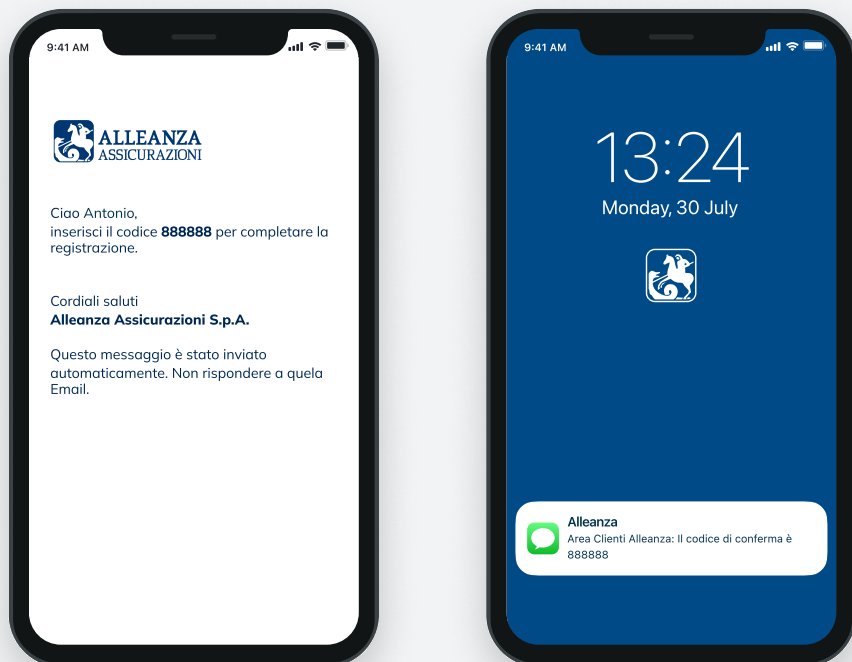 9:41 AM
ALLEANZA
ASSICURAZIONI
Ciao Antonio,
inserisci il codice 888888 per completare la
registrazione.
Cordiali saluti
Alleanza Assicurazioni S.p.A.
Questo messaggio è stato inviato
automaticamente. Non rispondere a quela
Email.
9:41 AM
13:24
Monday, 30 July
Alleanza
Area Clienti Alleanza: Il codice di conferma è
888888